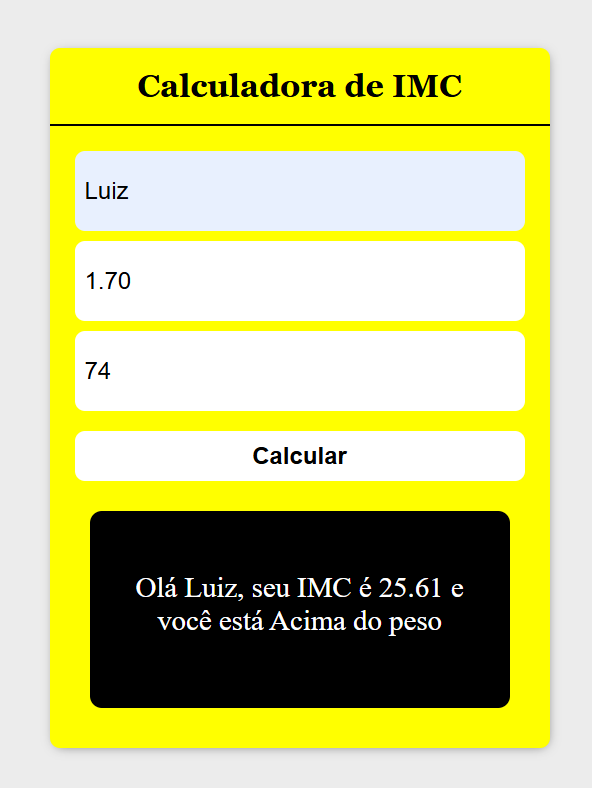 Calculadora de IMC
Luiz
1.70
74
Calcular
Olá Luiz, seu IMC é 25.61 e
você está Acima do peso